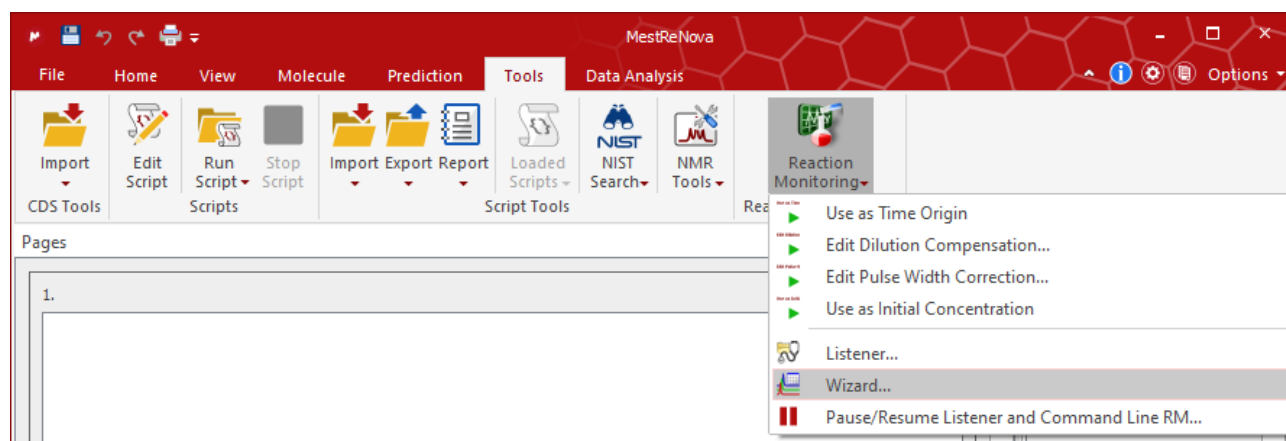 MestReNova
File Home View Molecule Prediction Tools Data Analysis Options
Import Edit Script Run Script Stop Script Import Export Report Loaded Scripts NIST NIST Search NMR Tools Reaction Monitoring
CDS Tools Scripts Script Tools Rea
Use as Time Origin
Pages
Edit Dilution Compensation...
Edit Pulse Width Correction...
1.
Use as Initial Concentration
Listener...
Wizard...
Pause/Resume Listener and Command Line RM...